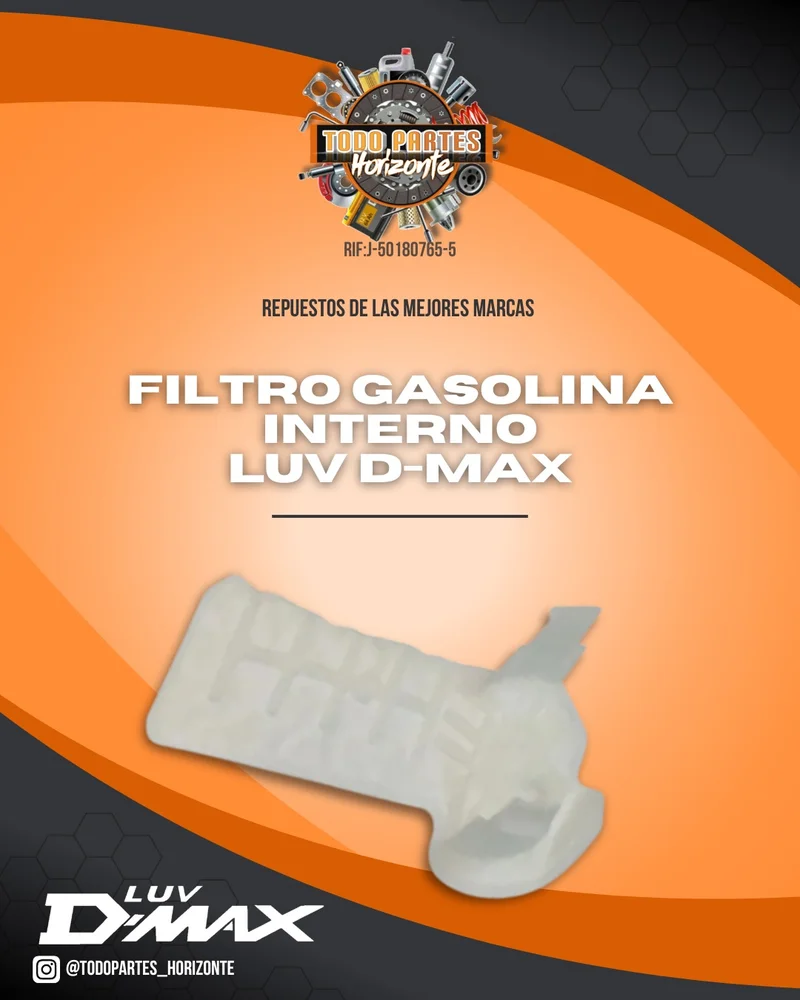 TODO PARTES
Horizonte
RIF:J-50180765-5
REPUESTOS DE LAS MEJORES MARCAS
FILTRO GASOLINA
INTERNO
LUV D-MAX
LUV
D-MAX
@TODOPARTES_HORIZONTE